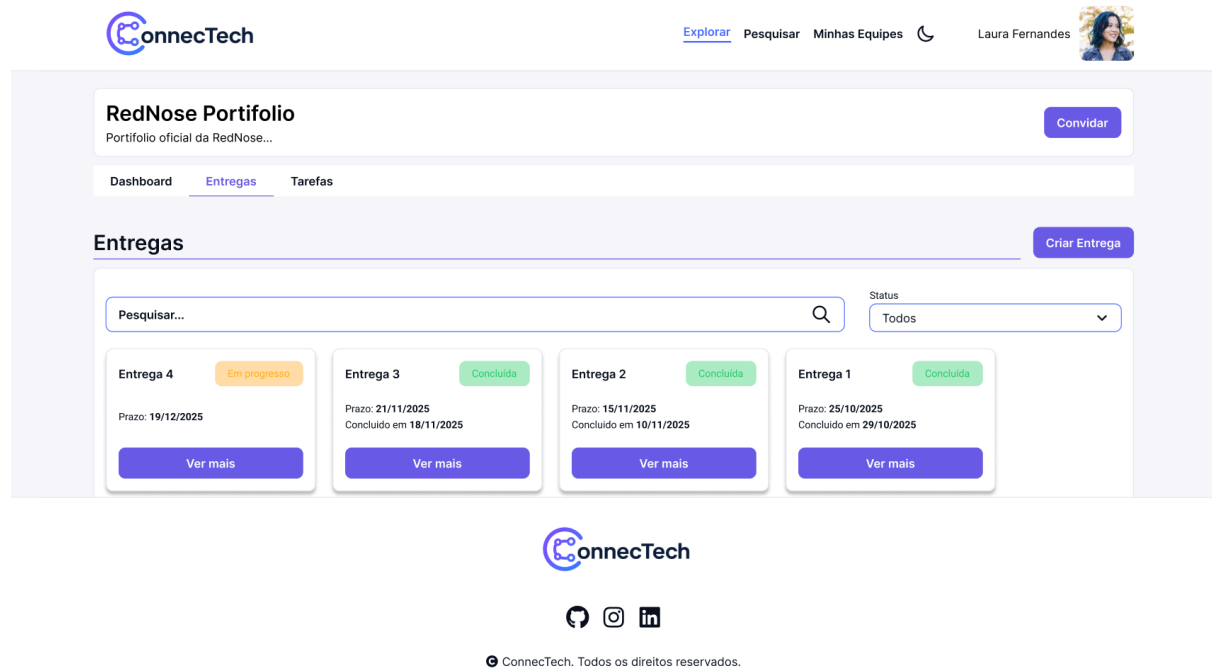 ConnecTech
Explorar Pesquisar Minhas Equipes Laura Fernandes
RedNose Portifolio
Portifolio oficial da RedNose...
Convidar
Dashboard Entregas Tarefas
Entregas
Criar Entrega
Status
Pesquisar...
Todos
Entrega 4 Em progresso
Prazo: 19/12/2025
Ver mais
Entrega 3 Concluída
Prazo: 21/11/2025
Concluido em 18/11/2025
Ver mais
Entrega 2 Concluída
Prazo: 15/11/2025
Concluido em 10/11/2025
Ver mais
Entrega 1 Concluída
Prazo: 25/10/2025
Concluido em 29/10/2025
Ver mais
ConnecTech
ConnecTech. Todos os direitos reservados.